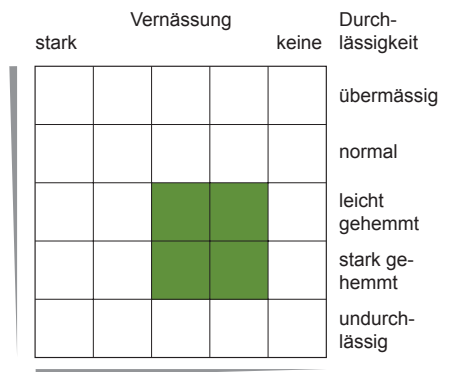 Vernässung
Durch-
stark
keine
lässigkeit
übermässig
normal
leicht
gehemmt
stark ge-
hemmt
undurch-
lässig